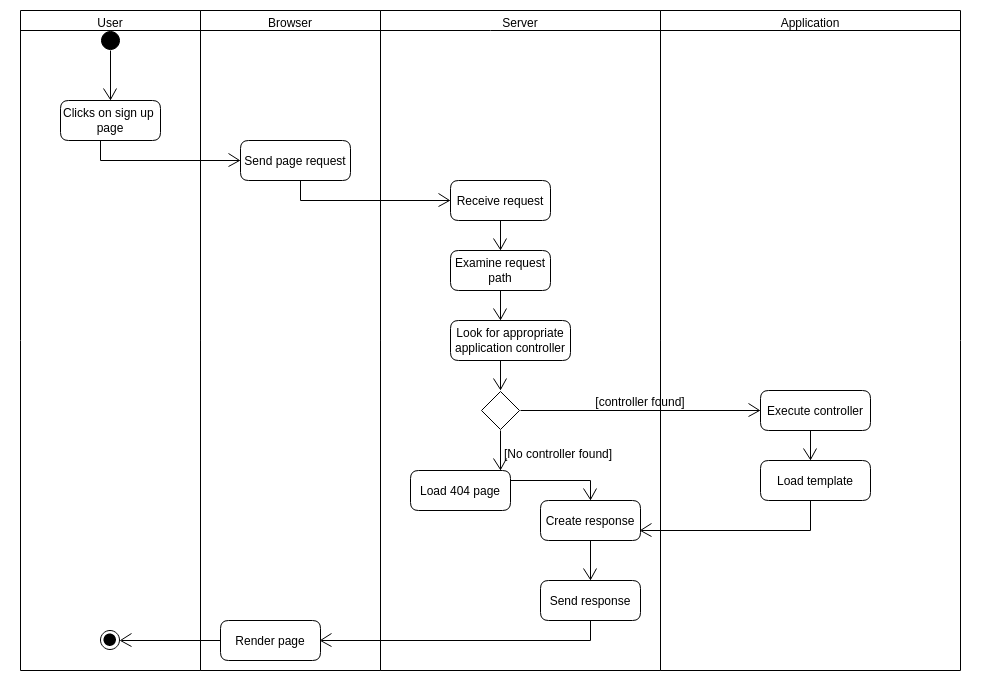 User
Browser
Server
Application
Clicks on sign up
page
Send page request
Receive request
Examine request
path
Look for appropriate
application controller
[controller found]
Execute controller
[No controller found]
Load 404 page
Load template
Create response
Send response
Render page